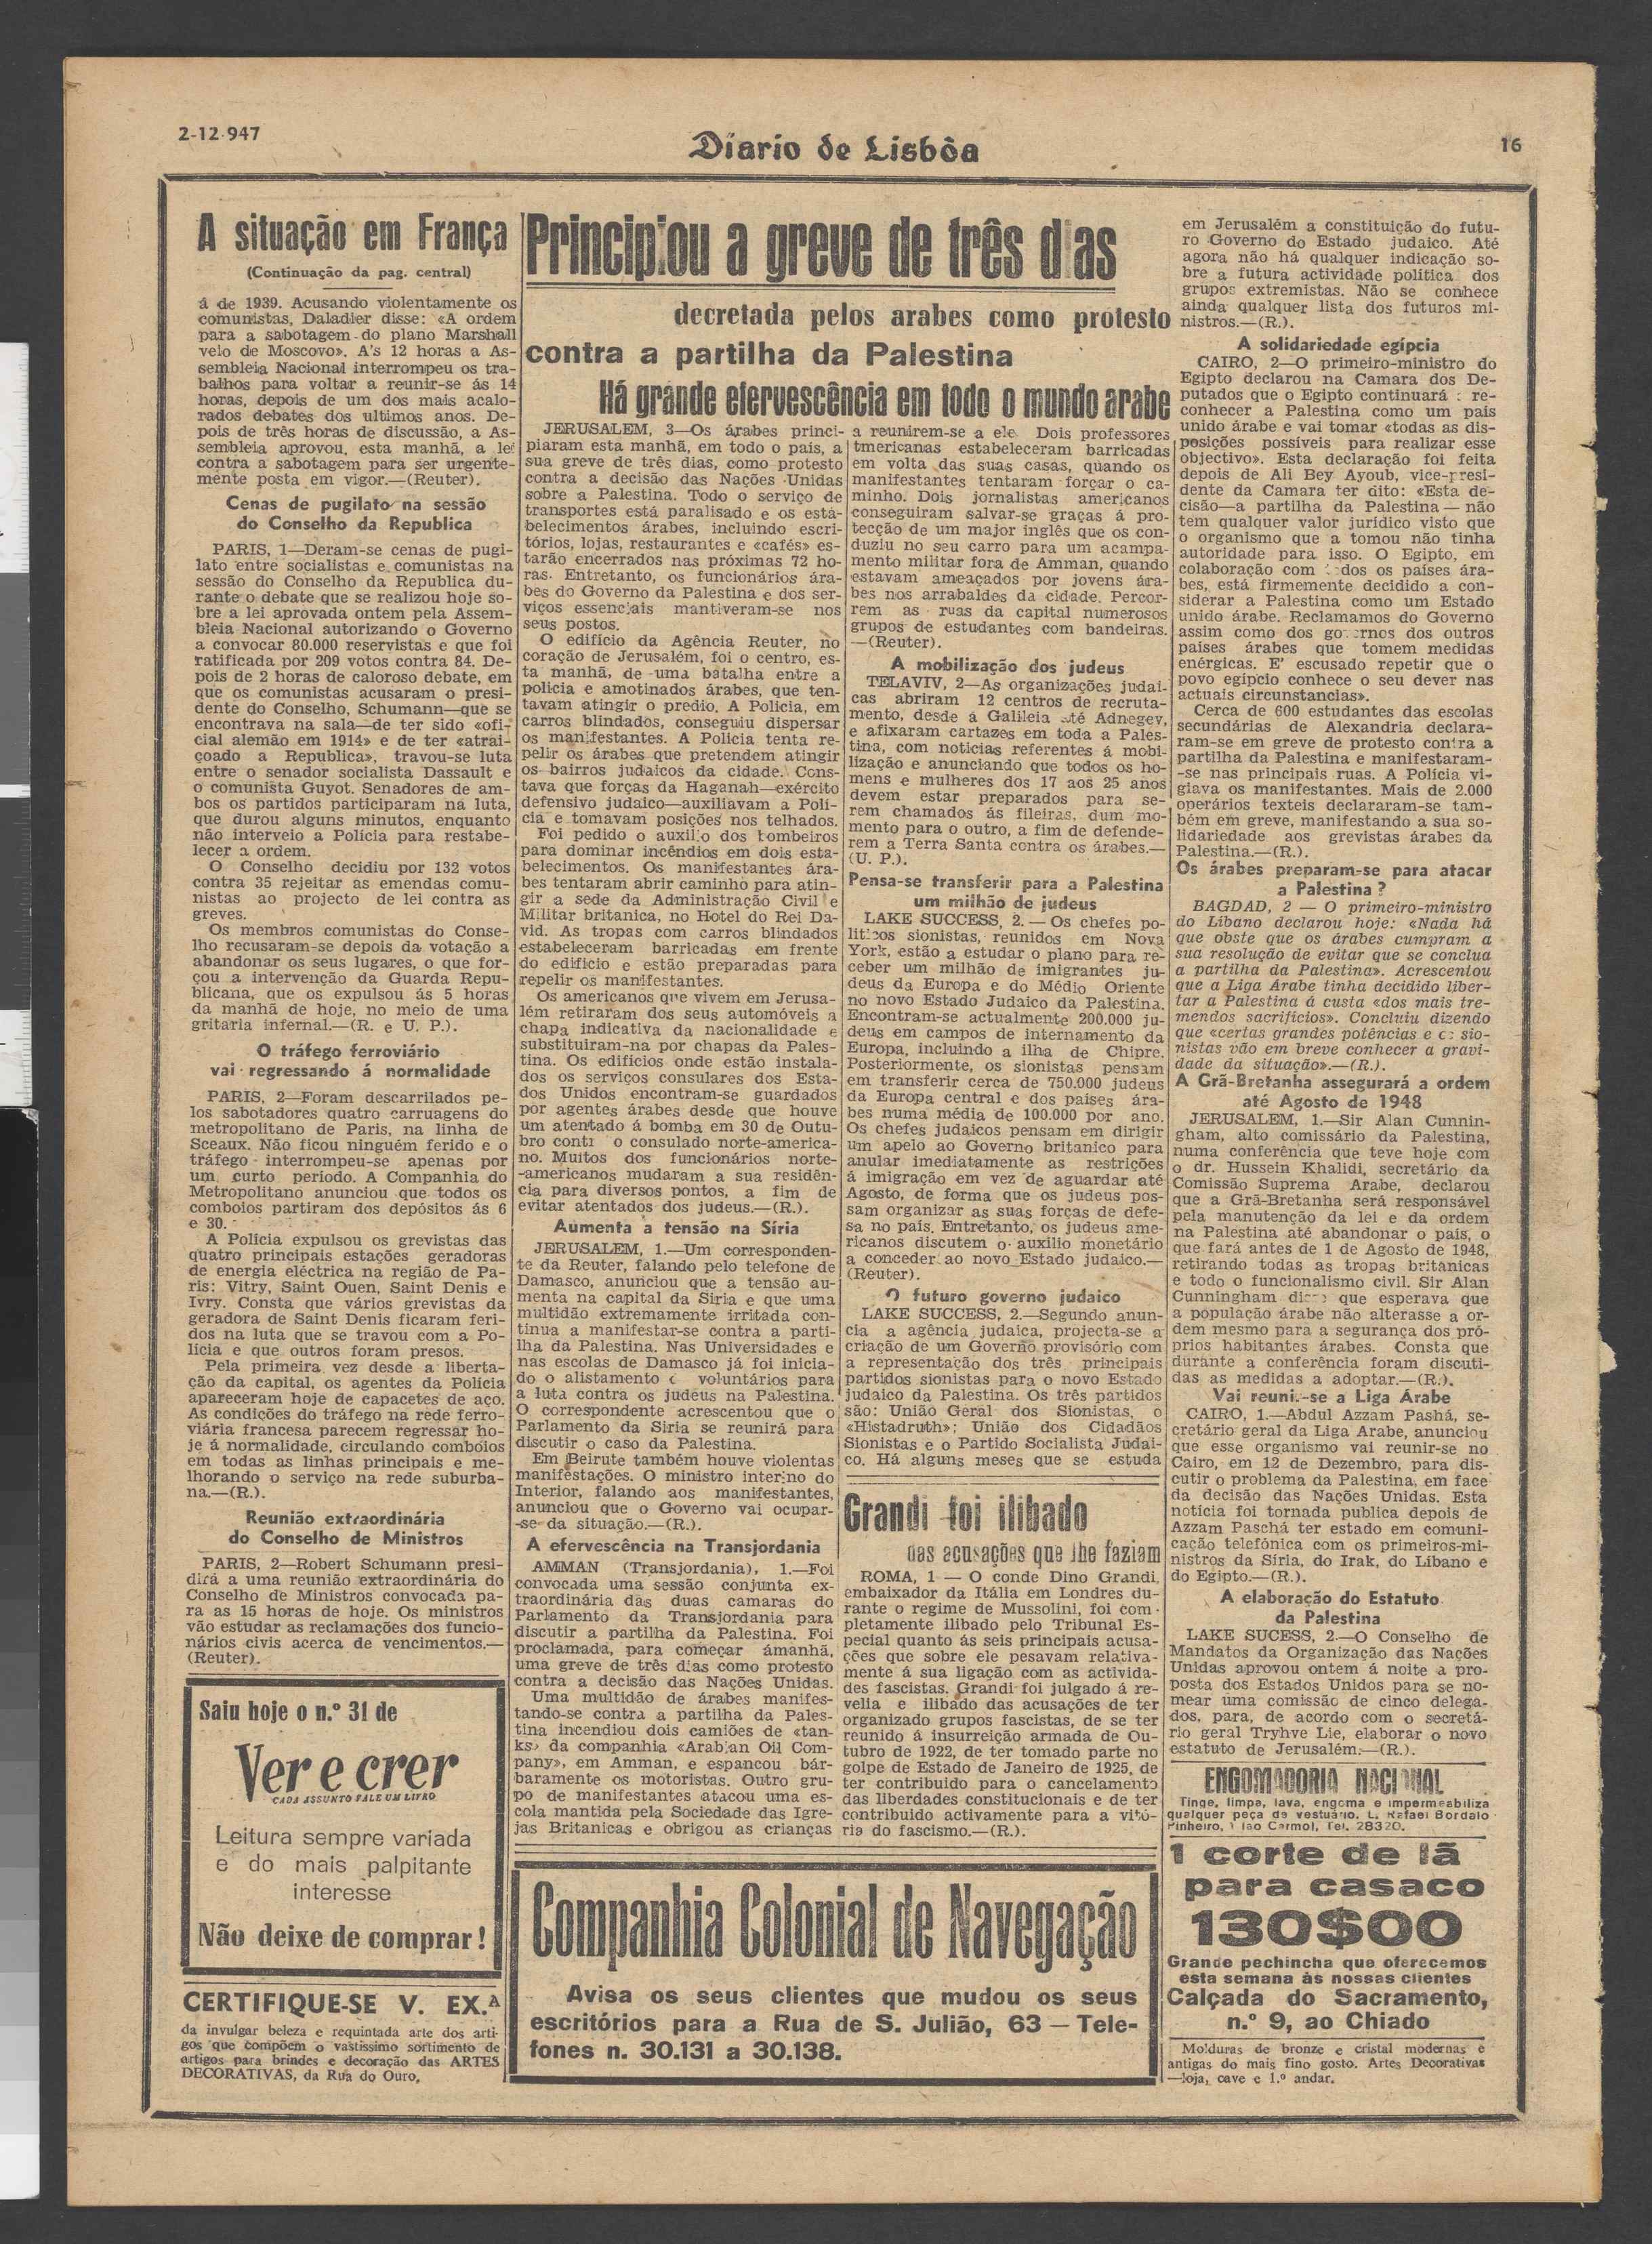 2-12-947
Diario de Lisbôa
16
A situação em França
(Continuação da pag. central)
á de 1939. Acusando violentamente os
comunistas, Daladier disse: «A ordem
para a sabotagem do plano Marshall
veio de Moscovo». A's 12 horas a As-
sembleia Nacional interrompeu os tra-
balhos para voltar a reunir-se ás 14
horas, depois de um dos mais acalo-
rados debates dos ultimos anos. De-
pois de três horas de discussão, a As-
sembleia aprovou, esta manhã, a lei
contra a sabotagem para ser urgente-
mente posta em vigor.—(Reuter).
Cenas de pugilato na sessão
do Conselho da Republica
PARIS, 1—Deram-se cenas de pugi-
lato entre socialistas e comunistas na
sessão do Conselho da Republica du-
rante o debate que se realizou hoje so-
bre a lei aprovada ontem pela Assem-
bleia Nacional autorizando o Governo
a convocar 80.000 reservistas e que foi
ratificada por 209 votos contra 84. De-
pois de 2 horas de caloroso debate, em
que os comunistas acusaram o presi-
dente do Conselho, Schumann—que se
encontrava na sala—de ter sido «ofi-
cial alemão em 1914» e de ter «atrai-
çoado a Republica», travou-se luta
entre o senador socialista Dassault e
o comunista Guyot. Senadores de am-
bos os partidos participaram na luta,
que durou alguns minutos, enquanto
não interveio a Policia para restabe-
lecer a ordem.
O Conselho decidiu por 132 votos
contra 35 rejeitar as emendas comu-
nistas ao projecto de lei contra as
greves.
Os membros comunistas do Conse-
lho recusaram-se depois da votação a
abandonar os seus lugares, o que for-
çou a intervenção da Guarda Repu-
blicana, que os expulsou ás 5 horas
da manhã de hoje, no meio de uma
gritaria infernal.—(R. e U. P.).
O tráfego ferroviário
vai regressando á normalidade
PARIS, 2—Foram descarrilados pe-
los sabotadores quatro carruagens do
metropolitano de Paris, na linha de
Sceaux. Não ficou ninguém ferido e o
tráfego interrompeu-se apenas por
um curto periodo. A Companhia do
Metropolitano anunciou que todos os
comboios partiram dos depósitos ás 6
e 30.
A Policia expulsou os grevistas das
quatro principais estações geradoras
de energia eléctrica na região de Pa-
ris: Vitry, Saint Ouen, Saint Denis e
Ivry. Consta que vários grevistas da
geradora de Saint Denis ficaram feri-
dos na luta que se travou com a Po-
licia e que outros foram presos.
Pela primeira vez desde a liberta-
ção da capital, os agentes da Policia
apareceram hoje de capacetes de aço.
As condições do tráfego na rede ferro-
viária francesa parecem regressar ho-
je á normalidade, circulando comboios
em todas as linhas principais e me-
lhorando o serviço na rede suburba-
na.—(R.).
Reunião extraordinária
do Conselho de Ministros
PARIS, 2—Robert Schumann presi-
dirá a uma reunião extraordinária do
Conselho de Ministros convocada pa-
ra as 15 horas de hoje. Os ministros
vão estudar as reclamações dos funcio-
nários civis acerca de vencimentos.—
(Reuter).
Saiu hoje o n.º 31 de
Ver e crer
CADA ASSUNTO VALE UM LIVRO
Leitura sempre variada
e do mais palpitante
interesse
Não deixe de comprar!
CERTIFIQUE-SE V. EX.ª
da invulgar beleza e requintada arte dos arti-
gos que compõem o vastissimo sortimento de
artigos para brindes e decoração das ARTES
DECORATIVAS, da Rua do Ouro,
Principiou a greve de três dias
decretada pelos arabes como protesto
contra a partilha da Palestina
Há grande efervescência em todo o mundo arabe
JERUSALEM, 3—Os árabes princi-
piaram esta manhã, em todo o país, a
sua greve de três dias, como protesto
contra a decisão das Nações Unidas
sobre a Palestina. Todo o serviço de
transportes está paralisado e os esta-
belecimentos árabes, incluindo escri-
tórios, lojas, restaurantes e «cafés» es-
tarão encerrados nas próximas 72 ho-
ras. Entretanto, os funcionários ára-
bes do Governo da Palestina e dos ser-
viços essenciais mantiveram-se nos
seus postos.
O edificio da Agência Reuter, no
coração de Jerusalém, foi o centro, es-
ta manhã, de uma batalha entre a
policia e amotinados árabes, que ten-
tavam atingir o predio. A Policia, em
carros blindados, conseguiu dispersar
os manifestantes. A Policia tenta re-
pelir os árabes que pretendem atingir
os bairros judaicos da cidade. Cons-
tava que forças da Haganah—exército
defensivo judaico—auxiliavam a Poli-
cia e tomavam posições nos telhados.
Foi pedido o auxilio dos bombeiros
para dominar incêndios em dois esta-
belecimentos. Os manifestantes ára-
bes tentaram abrir caminho para atin-
gir a sede da Administração Civil e
Militar britanica, no Hotel do Rei Da-
vid. As tropas com carros blindados
estabeleceram barricadas em frente
do edificio e estão preparadas para
repelir os manifestantes.
Os americanos que vivem em Jerusa-
lém retiraram dos seus automóveis a
chapa indicativa da nacionalidade e
substituiram-na por chapas da Pales-
tina. Os edificios onde estão instala-
dos os serviços consulares dos Esta-
dos Unidos encontram-se guardados
por agentes árabes desde que houve
um atentado á bomba em 30 de Outu-
bro contr o consulado norte-america-
no. Muitos dos funcionários norte-
-americanos mudaram a sua residên-
cia para diversos pontos, a fim de
evitar atentados dos judeus.—(R.).
Aumenta a tensão na Síria
JERUSALEM, 1.—Um corresponden-
te da Reuter, falando pelo telefone de
Damasco, anunciou que a tensão au-
menta na capital da Siria e que uma
multidão extremamente irritada con-
tinua a manifestar-se contra a parti-
lha da Palestina. Nas Universidades e
nas escolas de Damasco já foi inicia-
do o alistamento voluntários para
a luta contra os judeus na Palestina.
O correspondente acrescentou que o
Parlamento da Siria se reunirá para
discutir o caso da Palestina.
Em Beirute também houve violentas
manifestações. O ministro interino do
Interior, falando aos manifestantes,
anunciou que o Governo vai ocupar-
-se da situação.—(R.).
A efervescência na Transjordania
AMMAN (Transjordania), 1.—Foi
convocada uma sessão conjunta ex-
traordinária das duas camaras do
Parlamento da Transjordania para
discutir a partilha da Palestina. Foi
proclamada, para começar ámanhã,
uma greve de três dias como protesto
contra a decisão das Nações Unidas.
Uma multidão de árabes manifes-
tando-se contra a partilha da Pales-
tina incendiou dois camiões de «tan-
ks» da companhia «Arabian Oil Com-
pany», em Amman, e espancou bár-
baramente os motoristas. Outro gru-
po de manifestantes atacou uma es-
cola mantida pela Sociedade das Igre-
jas Britanicas e obrigou as crianças
a reunirem-se a ele. Dois professores
tmericanas estabeleceram barricadas
em volta das suas casas, quando os
manifestantes tentaram forçar o ca-
minho. Dois jornalistas americanos
conseguiram salvar-se graças á pro-
tecção de um major inglês que os con-
duziu no seu carro para um acampa-
mento militar fora de Amman, quando
estavam ameaçados por jovens ára-
bes nos arrabaldes da cidade. Percor-
rem as ruas da capital numerosos
grupos de estudantes com bandeiras.
—(Reuter).
A mobilização dos judeus
TELAVIV, 2—As organizações judai-
cas abriram 12 centros de recruta-
mento, desde á Galileia até Adnegev,
e afixaram cartazes em toda a Pales-
tina, com noticias referentes á mobi-
lização e anunciando que todos os ho-
mens e mulheres dos 17 aos 25 anos
devem estar preparados para se-
rem chamados ás fileiras, dum mo-
mento para o outro, a fim de defende-
rem a Terra Santa contra os árabes.—
(U. P.).
Pensa-se transferir para a Palestina
um milhão de judeus
LAKE SUCCESS, 2.—Os chefes po-
liticos sionistas, reunidos em Nova
York, estão a estudar o plano para re-
ceber um milhão de imigrantes ju-
deus da Europa e do Médio Oriente
no novo Estado Judaico da Palestina.
Encontram-se actualmente 200.000 ju-
deus em campos de internamento da
Europa, incluindo a ilha de Chipre.
Posteriormente, os sionistas pensam
em transferir cerca de 750.000 judeus
da Europa central e dos paises ára-
bes numa média de 100.000 por ano.
Os chefes judaicos pensam em dirigir
um apelo ao Governo britanico para
anular imediatamente as restrições
á imigração em vez de aguardar até
Agosto, de forma que os judeus pos-
sam organizar as suas forças de defe-
sa no país. Entretanto, os judeus ame-
ricanos discutem o auxilio monetário
a conceder ao novo Estado judaico.—
(Reuter).
O futuro governo judaico
LAKE SUCCESS, 2.—Segundo anun-
cia a agência judaica, projecta-se a
criação de um Governo provisório com
a representação dos três principais
partidos sionistas para o novo Estado
judaico da Palestina. Os três partidos
são: União Geral dos Sionistas, o
«Histadruth»; União dos Cidadãos
Sionistas e o Partido Socialista Judai-
co. Há alguns meses que se estuda
Grandi foi ilibado
das acusações que lhe faziam
ROMA, 1 — O conde Dino Grandi,
embaixador da Itália em Londres du-
rante o regime de Mussolini, foi com-
pletamente ilibado pelo Tribunal Es-
pecial quanto ás seis principais acusa-
ções que sobre ele pesavam relativa-
mente á sua ligação com as activida-
des fascistas. Grandi foi julgado á re-
velia e ilibado das acusações de ter
organizado grupos fascistas, de se ter
reunido á insurreição armada de Ou-
tubro de 1922, de ter tomado parte no
golpe de Estado de Janeiro de 1925, de
ter contribuido para o cancelamento
das liberdades constitucionais e de ter
contribuido activamente para a vitó-
ria do fascismo.—(R.).
Companhia Colonial de Navegação
Avisa os seus clientes que mudou os seus
escritórios para a Rua de S. Julião, 63 — Tele-
fones n. 30.131 a 30.138.
em Jerusalém a constituição do futu-
ro Governo do Estado judaico. Até
agora não há qualquer indicação so-
bre a futura actividade politica dos
grupos extremistas. Não se conhece
ainda qualquer lista dos futuros mi-
nistros.—(R.).
A solidariedade egípcia
CAIRO, 2—O primeiro-ministro do
Egipto declarou na Camara dos De-
putados que o Egipto continuará : re-
conhecer a Palestina como um país
unido árabe e vai tomar «todas as dis-
posições possíveis para realizar esse
objectivo». Esta declaração foi feita
depois de Ali Bey Ayoub, vice-presi-
dente da Camara ter dito: «Esta de-
cisão—a partilha da Palestina—não
tem qualquer valor jurídico visto que
o organismo que a tomou não tinha
autoridade para isso. O Egipto, em
colaboração com todos os países ára-
bes, está firmemente decidido a con-
siderar a Palestina como um Estado
unido árabe. Reclamamos do Governo
assim como dos governos dos outros
paises árabes que tomem medidas
enérgicas. E' escusado repetir que o
povo egípcio conhece o seu dever nas
actuais circunstancias».
Cerca de 600 estudantes das escolas
secundárias de Alexandria declara-
ram-se em greve de protesto contra a
partilha da Palestina e manifestaram-
-se nas principais ruas. A Policia vi-
giava os manifestantes. Mais de 2.000
operários texteis declararam-se tam-
bém em greve, manifestando a sua so-
lidariedade aos grevistas árabes da
Palestina.—(R.).
Os árabes preparam-se para atacar
a Palestina?
BAGDAD, 2 — O primeiro-ministro
do Líbano declarou hoje: «Nada há
que obste que os árabes cumpram a
sua resolução de evitar que se conclua
a partilha da Palestina». Acrescentou
que a Liga Árabe tinha decidido liber-
tar a Palestina á custa «dos mais tre-
mendos sacrifícios». Concluiu dizendo
que «certas grandes potências e os sio-
nistas vão em breve conhecer a gravi-
dade da situação».—(R.).
A Grã-Bretanha assegurará a ordem
até Agosto de 1948
JERUSALEM, 1.—Sir Alan Cunnin-
gham, alto comissário da Palestina,
numa conferência que teve hoje com
o dr. Hussein Khalidi, secretário da
Comissão Suprema Arabe, declarou
que a Grã-Bretanha será responsável
pela manutenção da lei e da ordem
na Palestina até abandonar o país, o
que fará antes de 1 de Agosto de 1948,
retirando todas as tropas britânicas
e todo o funcionalismo civil. Sir Alan
Cunningham disse que esperava que
a população árabe não alterasse a or-
dem mesmo para a segurança dos pró-
prios habitantes árabes. Consta que
durante a conferência foram discuti-
das as medidas a adoptar.—(R.).
Vai reunir-se a Liga Árabe
CAIRO, 1.—Abdul Azzam Pashá, se-
cretário geral da Liga Arabe, anunciou
que esse organismo vai reunir-se no
Cairo, em 12 de Dezembro, para dis-
cutir o problema da Palestina, em face
da decisão das Nações Unidas. Esta
noticia foi tornada publica depois de
Azzam Paschá ter estado em comuni-
cação telefónica com os primeiros-mi-
nistros da Síria, do Irak, do Libano e
do Egipto.—(R.).
A elaboração do Estatuto
da Palestina
LAKE SUCESS, 2.—O Conselho de
Mandatos da Organização das Nações
Unidas aprovou ontem á noite a pro-
posta dos Estados Unidos para se no-
mear uma comissão de cinco delega-
dos, para, de acordo com o secretá-
rio geral Tryhve Lie, elaborar o novo
estatuto de Jerusalém.—(R.).
ENGOMADORIA NACIONAL
Tinge, limpa, lava, engoma e impermeabiliza
qualquer peça de vestuário. L. Rafael Bordalo
Pinheiro, 1 (ao Carmo), Tel. 28320.
1 corte de lã
para casaco
130$00
Grande pechincha que oferecemos
esta semana às nossas clientes
Calçada do Sacramento,
n.º 9, ao Chiado
Molduras de bronze e cristal modernas e
antigas do mais fino gosto. Artes Decorativas
—loja, cave e 1.º andar.